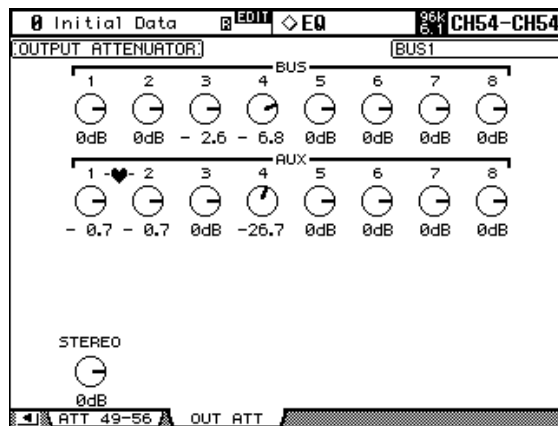 0 Initial Data EDIT ◇EQ 96k 6.1 CH54-CH54
OUTPUT ATTENUATOR BUS1
BUS
1 2 3 4 5 6 7 8
0dB 0dB - 2.6 - 6.8 0dB 0dB 0dB 0dB
AUX
1 -♥- 2 3 4 5 6 7 8
- 0.7 - 0.7 0dB -26.7 0dB 0dB 0dB 0dB
STEREO
0dB
ATT 49-56 OUT ATT